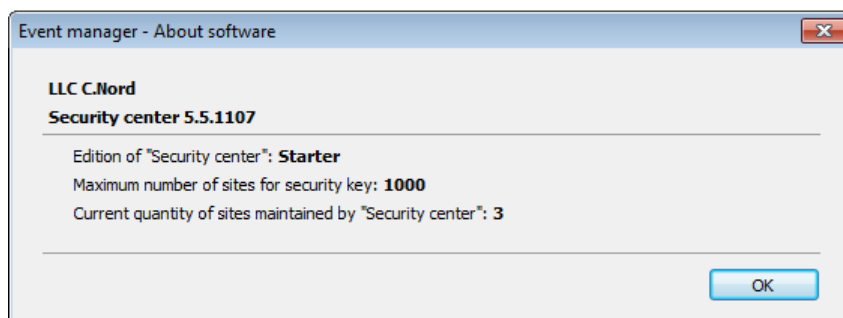 Event manager - About software
LLC C.Nord
Security center 5.5.1107
Edition of "Security center": Starter
Maximum number of sites for security key: 1000
Current quantity of sites maintained by "Security center": 3
OK